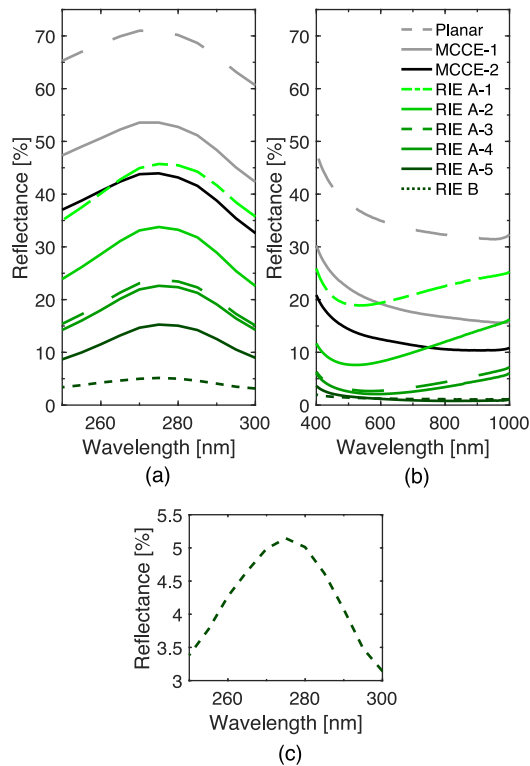 Reflectance [%]
70
60
50
40
30
20
10
0
260
280
300
Wavelength [nm]
(a)
Reflectance [%]
70
60
50
40
30
20
10
0
400
600
800
1000
Wavelength [nm]
(b)
Planar
MCCE-1
MCCE-2
RIE A-1
RIE A-2
RIE A-3
RIE A-4
RIE A-5
RIE B
Reflectance [%]
5.5
5
4.5
4
3.5
3
260
280
300
Wavelength [nm]
(c)